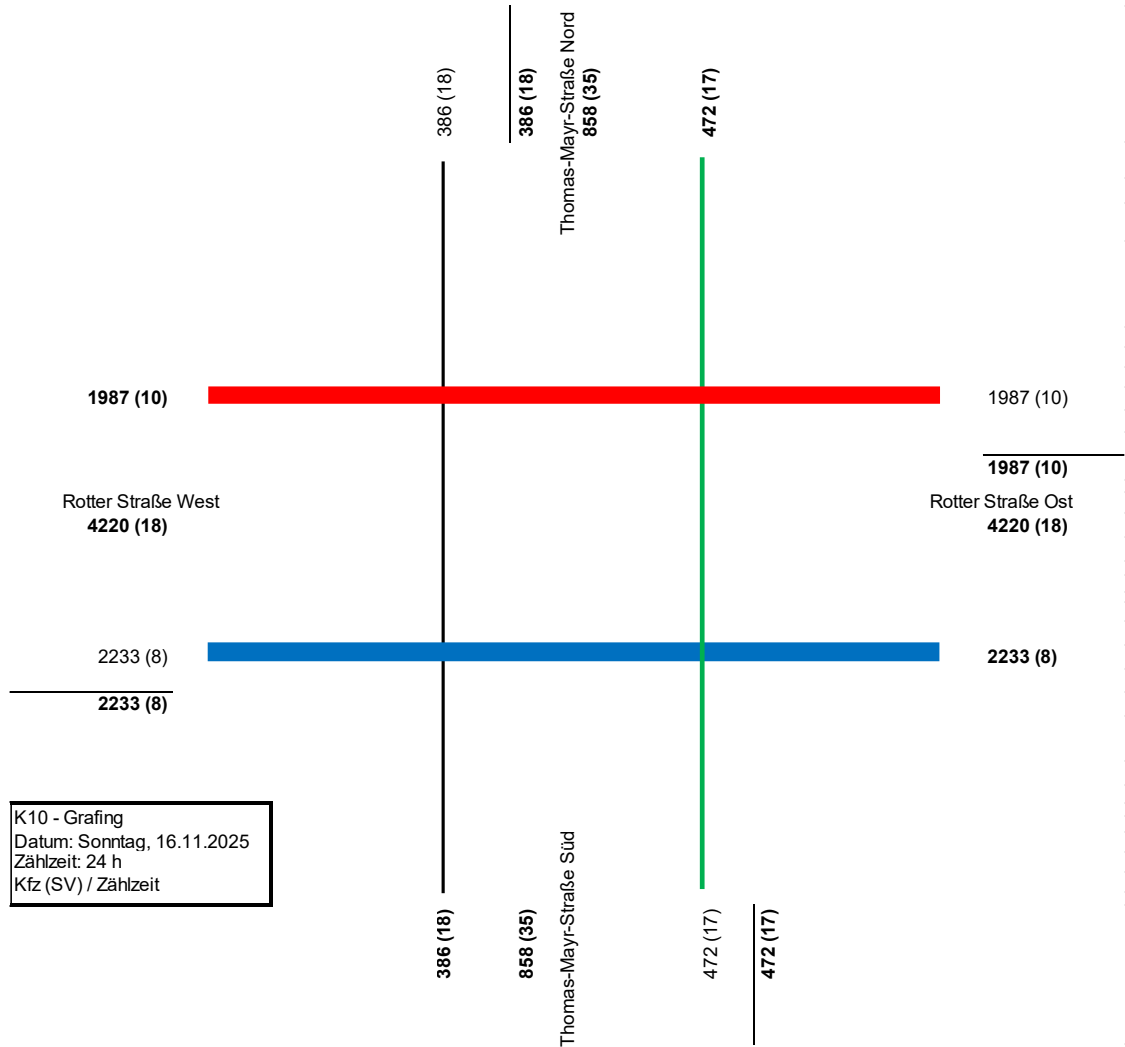 386 (18)
386 (18)
Thomas-Mayr-Straße Nord
858 (35)
472 (17)
1987 (10)
1987 (10)
1987 (10)
Rotter Straße West
4220 (18)
Rotter Straße Ost
4220 (18)
2233 (8)
2233 (8)
2233 (8)
K10 - Grafing
Datum: Sonntag, 16.11.2025
Zählzeit: 24 h
Kfz (SV) / Zählzeit
386 (18)
858 (35)
Thomas-Mayr-Straße Süd
472 (17)
472 (17)